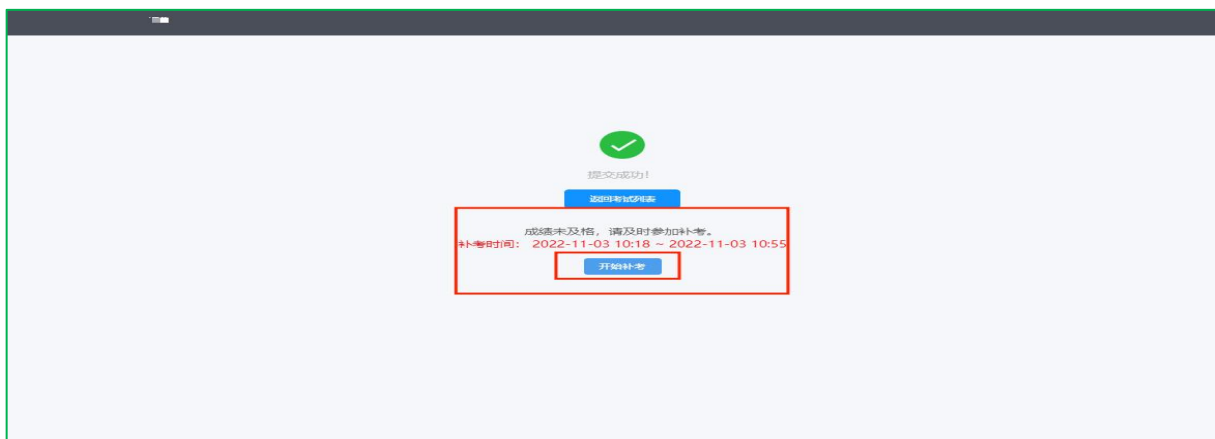 提交成功!
返回考试列表
成绩未及格，请及时参加补考。
补考时间： 2022-11-03 10:18 ~ 2022-11-03 10:55
开始补考